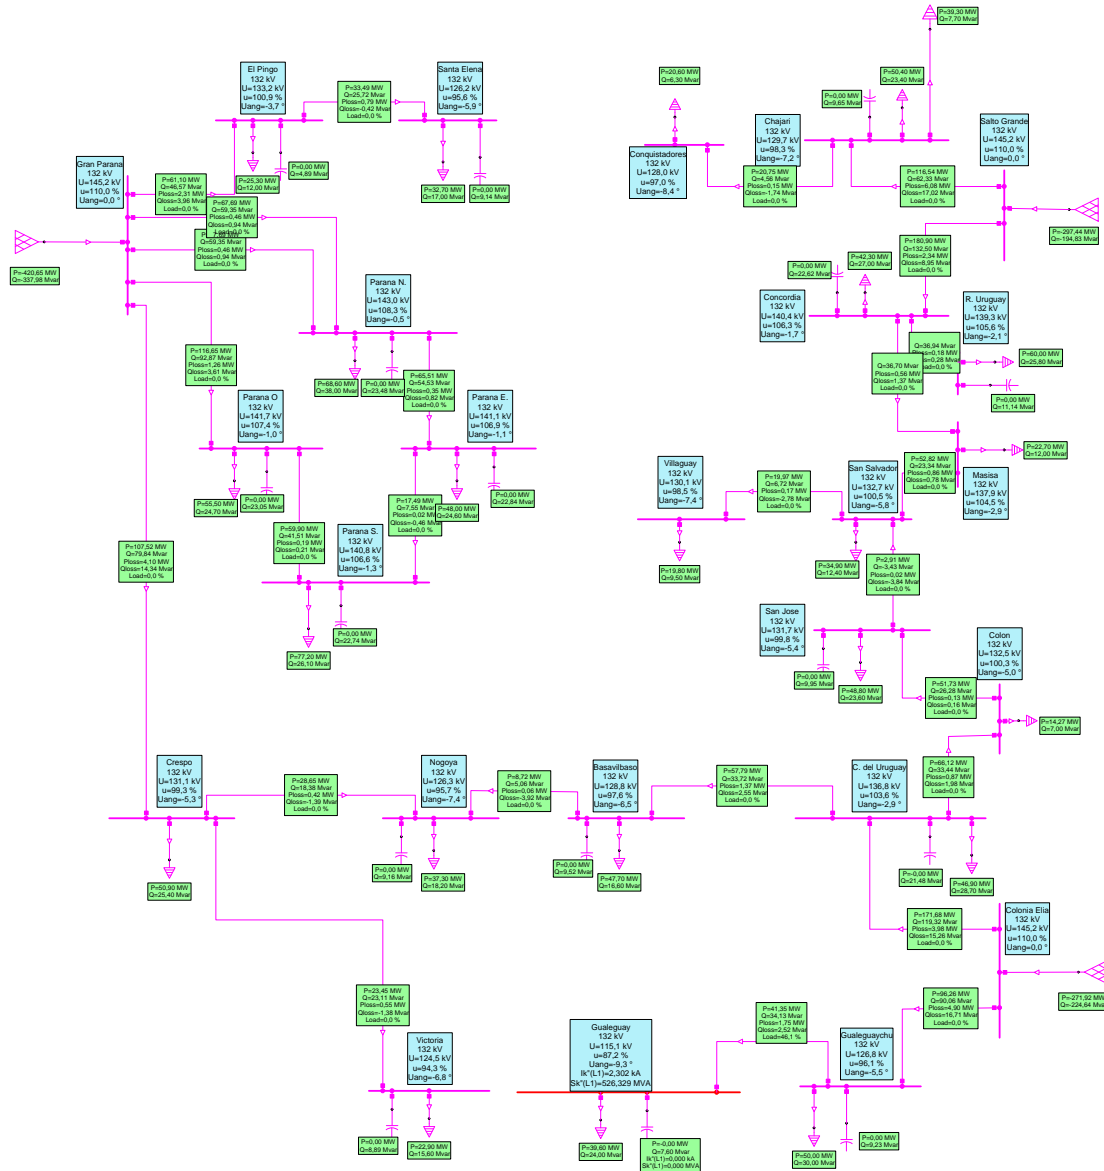 P=39,30 MW
Q=7,70 Mvar
El Pingo
132 kV
U=133,2 kV
u=100,9 %
Uang=-3,7 °
P=33,49 MW
Q=25,72 Mvar
Ploss=0,79 MW
Qloss=-0,42 Mvar
Load=0,0 %
Santa Elena
132 kV
U=126,2 kV
u=95,6 %
Uang=-5,9 °
P=20,60 MW
Q=6,30 Mvar
P=0,00 MW
Q=9,65 Mvar
P=50,40 MW
Q=23,40 Mvar
Chajari
132 kV
U=129,7 kV
u=98,3 %
Uang=-7,2 °
Salto Grande
132 kV
U=145,2 kV
u=110,0 %
Uang=0,0 °
Conquistadores
132 kV
U=128,0 kV
u=97,0 %
Uang=-8,4 °
P=20,75 MW
Q=4,56 Mvar
Ploss=0,15 MW
Qloss=-1,74 Mvar
Load=0,0 %
P=116,54 MW
Q=62,33 Mvar
Ploss=6,08 MW
Qloss=17,02 Mvar
Load=0,0 %
Gran Parana
132 kV
U=145,2 kV
u=110,0 %
Uang=0,0 °
P=61,10 MW
Q=46,57 Mvar
Ploss=2,31 MW
Qloss=3,96 Mvar
Load=0,0 %
P=25,30 MW
Q=12,00 Mvar
P=0,00 MW
Q=4,89 Mvar
P=32,70 MW
Q=17,00 Mvar
P=0,00 MW
Q=9,14 Mvar
P=67,69 MW
Q=59,35 Mvar
Ploss=0,46 MW
Qloss=0,94 Mvar
Load=0,0 %
Q=59,35 Mvar
Ploss=0,46 MW
Qloss=0,94 Mvar
Load=0,0 %
P=-297,44 MW
Q=-194,83 Mvar
P=-420,65 MW
Q=-337,98 Mvar
P=180,90 MW
Q=132,50 Mvar
Ploss=2,34 MW
Qloss=8,95 Mvar
Load=0,0 %
P=0,00 MW
Q=22,62 Mvar
P=42,30 MW
Q=27,00 Mvar
Concordia
132 kV
U=140,4 kV
u=106,3 %
Uang=-1,7 °
R. Uruguay
132 kV
U=139,3 kV
u=105,6 %
Uang=-2,1 °
Parana N.
132 kV
U=143,0 kV
u=108,3 %
Uang=-0,5 °
Q=36,94 Mvar
Q=36,70 Mvar
Ploss=0,56 MW
Qloss=1,37 Mvar
Load=0,0 %
P=60,00 MW
Q=25,80 Mvar
P=0,00 MW
Q=11,14 Mvar
P=116,65 MW
Q=92,87 Mvar
Ploss=1,26 MW
Qloss=3,61 Mvar
Load=0,0 %
P=68,60 MW
Q=38,00 Mvar
P=0,00 MW
Q=23,48 Mvar
P=65,51 MW
Q=54,53 Mvar
Ploss=0,35 MW
Qloss=0,82 Mvar
Load=0,0 %
Parana O
132 kV
U=141,7 kV
u=107,4 %
Uang=-1,0 °
Parana E.
132 kV
U=141,1 kV
u=106,9 %
Uang=-1,1 °
P=22,70 MW
Q=12,00 Mvar
Villaguay
132 kV
U=130,1 kV
u=98,5 %
Uang=-7,4 °
P=19,97 MW
Q=6,72 Mvar
Ploss=0,17 MW
Qloss=-2,78 Mvar
Load=0,0 %
San Salvador
132 kV
U=132,7 kV
u=100,5 %
Uang=-5,8 °
P=52,82 MW
Q=23,34 Mvar
Ploss=0,86 MW
Qloss=0,78 Mvar
Load=0,0 %
Masisa
132 kV
U=137,9 kV
u=104,5 %
Uang=-2,9 °
P=55,50 MW
Q=24,70 Mvar
P=0,00 MW
Q=23,05 Mvar
P=17,49 MW
Q=7,55 Mvar
Ploss=0,02 MW
Qloss=-0,46 Mvar
Load=0,0 %
P=48,00 MW
Q=24,60 Mvar
P=0,00 MW
Q=22,84 Mvar
P=59,90 MW
Q=41,51 Mvar
Ploss=0,19 MW
Qloss=0,21 Mvar
Load=0,0 %
Parana S.
132 kV
U=140,8 kV
u=106,6 %
Uang=-1,3 °
P=107,52 MW
Q=79,84 Mvar
Ploss=4,10 MW
Qloss=14,34 Mvar
Load=0,0 %
P=19,80 MW
Q=9,50 Mvar
P=34,90 MW
Q=12,40 Mvar
P=2,91 MW
Q=-3,43 Mvar
Ploss=0,02 MW
Qloss=-3,84 Mvar
Load=0,0 %
P=77,20 MW
Q=26,10 Mvar
P=0,00 MW
Q=22,74 Mvar
San Jose
132 kV
U=131,7 kV
u=99,8 %
Uang=-5,4 °
Colon
132 kV
U=132,5 kV
u=100,3 %
Uang=-5,0 °
P=0,00 MW
Q=9,95 Mvar
P=48,80 MW
Q=23,60 Mvar
P=51,73 MW
Q=26,28 Mvar
Ploss=0,13 MW
Qloss=0,16 Mvar
Load=0,0 %
P=14,27 MW
Q=7,00 Mvar
Crespo
132 kV
U=131,1 kV
u=99,3 %
Uang=-5,3 °
P=28,65 MW
Q=18,38 Mvar
Ploss=0,42 MW
Qloss=-1,39 Mvar
Load=0,0 %
Nogoya
132 kV
U=126,3 kV
u=95,7 %
Uang=-7,4 °
P=8,72 MW
Q=5,06 Mvar
Ploss=0,06 MW
Qloss=-3,92 Mvar
Load=0,0 %
Basavilbaso
132 kV
U=128,8 kV
u=97,6 %
Uang=-6,5 °
P=57,79 MW
Q=33,72 Mvar
Ploss=1,37 MW
Qloss=2,55 Mvar
Load=0,0 %
C. del Uruguay
132 kV
U=136,8 kV
u=103,6 %
Uang=-2,9 °
P=66,12 MW
Q=33,44 Mvar
Ploss=0,87 MW
Qloss=1,98 Mvar
Load=0,0 %
P=50,90 MW
Q=25,40 Mvar
P=0,00 MW
Q=9,16 Mvar
P=37,30 MW
Q=18,20 Mvar
P=0,00 MW
Q=9,52 Mvar
P=47,70 MW
Q=16,60 Mvar
P=-0,00 MW
Q=21,48 Mvar
P=46,90 MW
Q=28,70 Mvar
Colonia Elia
132 kV
U=145,2 kV
u=110,0 %
Uang=0,0 °
P=171,68 MW
Q=119,32 Mvar
Ploss=3,98 MW
Qloss=15,26 Mvar
Load=0,0 %
P=-271,92 MW
Q=-224,64 Mvar
P=23,45 MW
Q=23,11 Mvar
Ploss=0,55 MW
Qloss=-1,38 Mvar
Load=0,0 %
P=96,26 MW
Q=90,06 Mvar
Ploss=4,90 MW
Qloss=16,71 Mvar
Load=0,0 %
Victoria
132 kV
U=124,5 kV
u=94,3 %
Uang=-6,8 °
Gualeguay
132 kV
U=115,1 kV
u=87,2 %
Uang=-9,3 °
Ik"(L1)=2,302 kA
Sk"(L1)=526,329 MVA
P=41,35 MW
Q=34,13 Mvar
Ploss=1,75 MW
Qloss=2,52 Mvar
Load=46,1 %
Gualeguaychu
132 kV
U=126,8 kV
u=96,1 %
Uang=-5,5 °
P=0,00 MW
Q=8,89 Mvar
P=22,90 MW
Q=15,60 Mvar
P=39,60 MW
Q=24,00 Mvar
P=-0,00 MW
Q=7,60 Mvar
Ik"(L1)=0,000 kA
Sk"(L1)=0,000 MVA
P=50,00 MW
Q=30,00 Mvar
P=0,00 MW
Q=9,23 Mvar